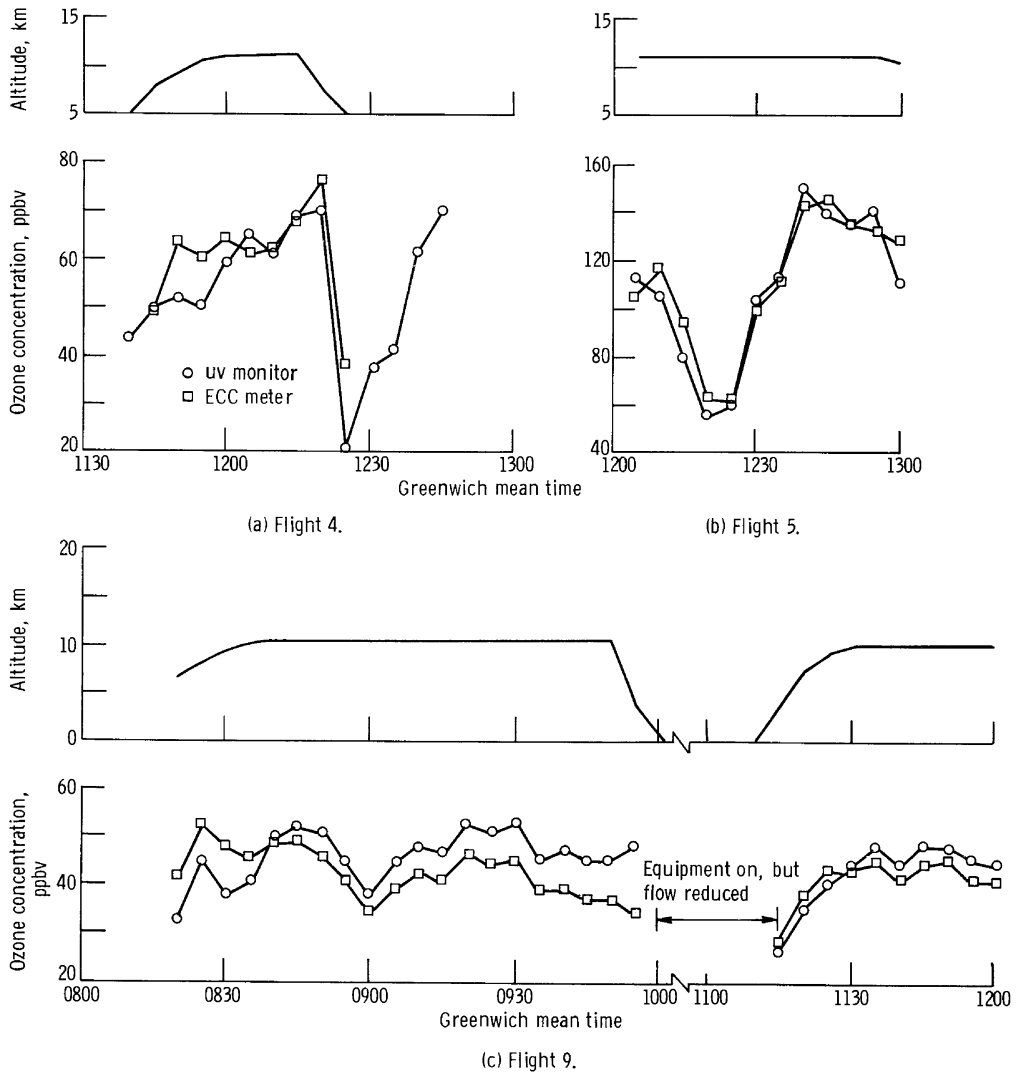 Altitude, km
15
5
15
5
Ozone concentration, ppbv
80
60
40
20
uv monitor
ECC meter
1130
1200
1230
1300
160
120
80
40
1200
1230
1300
Greenwich mean time
(a) Flight 4.
(b) Flight 5.
Altitude, km
20
10
0
Ozone concentration,
ppbv
60
40
20
Equipment on, but
flow reduced
0800
0830
0900
0930
1000
1100
1130
1200
Greenwich mean time
(c) Flight 9.